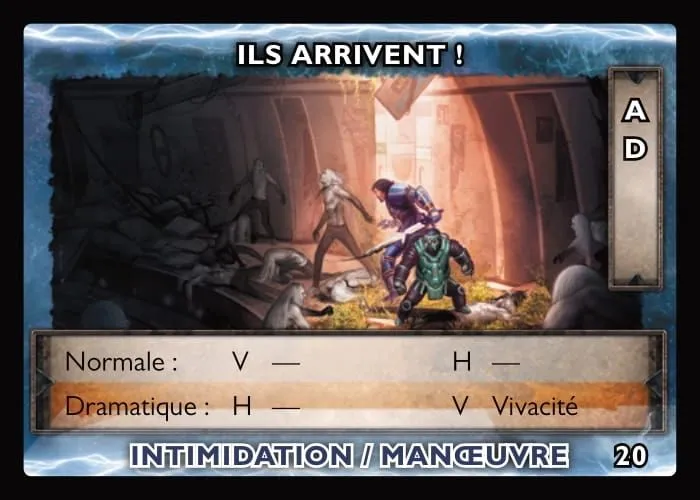 ILS ARRIVENT !
A
D
Normale : V — H —
Dramatique : H — V Vivacité
INTIMIDATION / MANŒUVRE 20